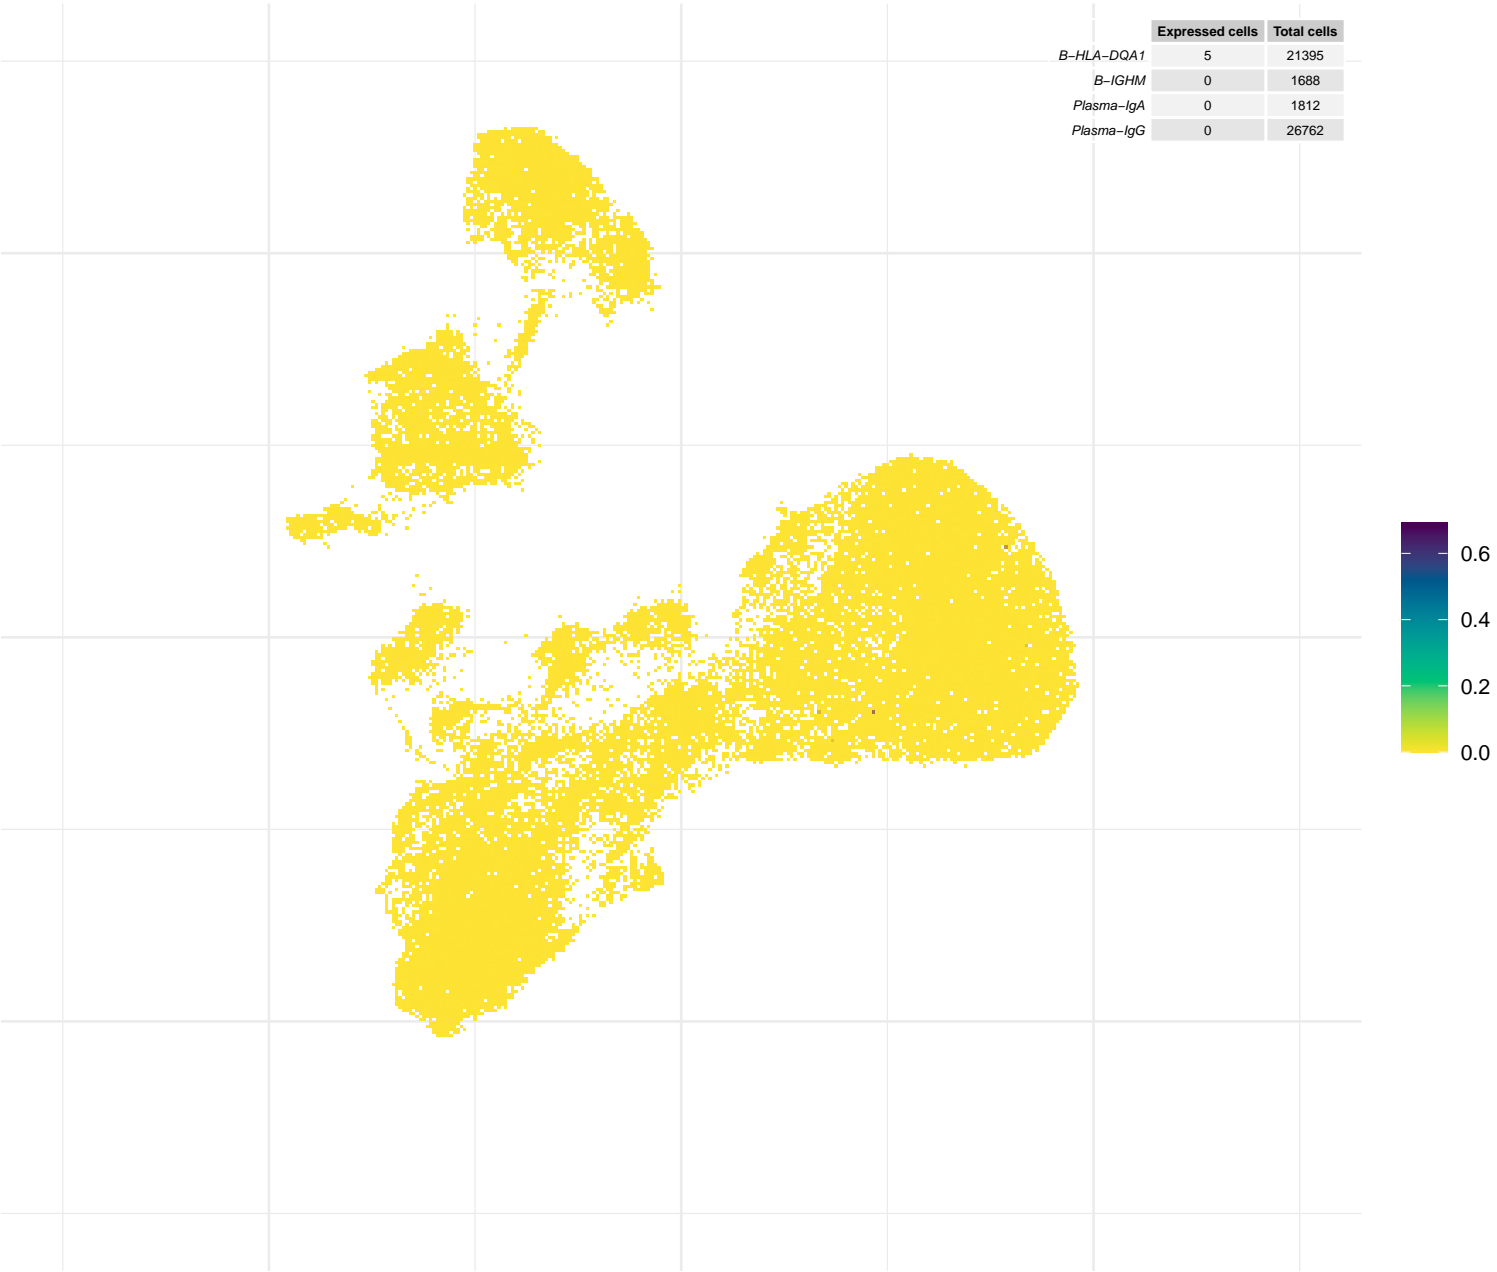 Expressed cells Total cells
B−HLA−DQA1 5 21395
B−IGHM 0 1688
Plasma−IgA 0 1812
Plasma−IgG 0 26762
0.6
0.4
0.2
0.0